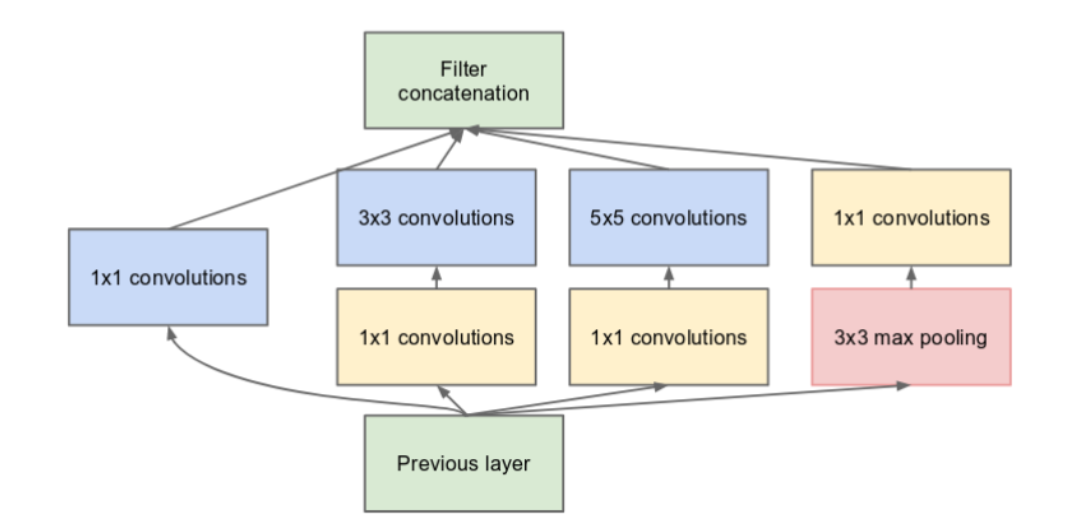 Filter
concatenation
3x3 convolutions
5x5 convolutions
1x1 convolutions
1x1 convolutions
1x1 convolutions
1x1 convolutions
3x3 max pooling
Previous layer